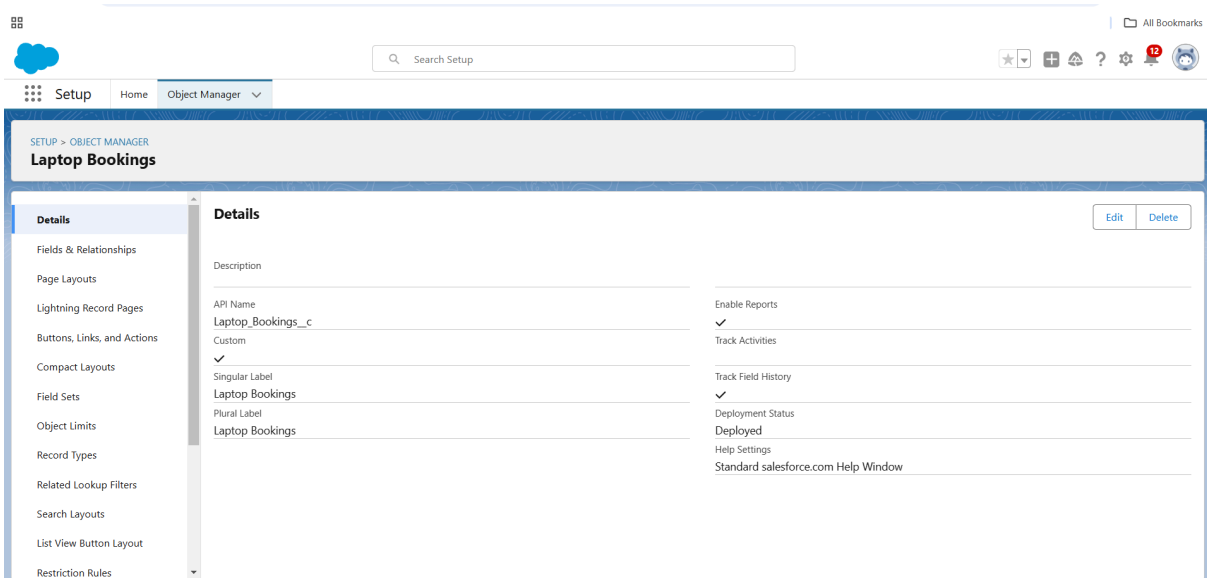 All Bookmarks
Search Setup
12
Setup
Home
Object Manager
SETUP > OBJECT MANAGER
Laptop Bookings
Details
Fields & Relationships
Page Layouts
Lightning Record Pages
Buttons, Links, and Actions
Compact Layouts
Field Sets
Object Limits
Record Types
Related Lookup Filters
Search Layouts
List View Button Layout
Restriction Rules
Details
Edit
Delete
Description
API Name
Laptop_Bookings__c
Custom
Singular Label
Laptop Bookings
Plural Label
Laptop Bookings
Enable Reports
Track Activities
Track Field History
Deployment Status
Deployed
Help Settings
Standard salesforce.com Help Window